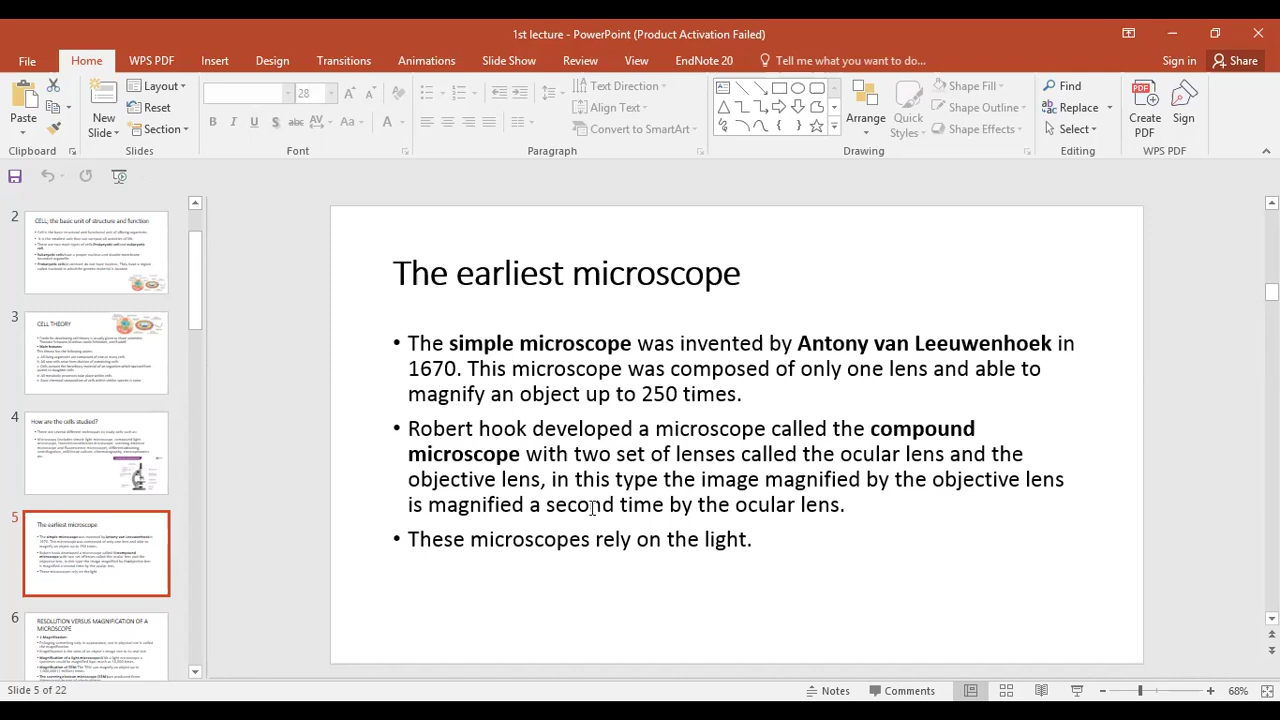 1st lecture - PowerPoint (Product Activation Failed)
File Home WPS PDF Insert Design Transitions Animations Slide Show Review View EndNote 20 Tell me what you want to do... Sign in Share
Paste
Clipboard
New Slide
Layout
Reset
Section
Slides
28
Font
Paragraph
Text Direction
Align Text
Convert to SmartArt
Arrange
Quick Styles
Shape Fill
Shape Outline
Shape Effects
Drawing
Find
Replace
Select
Editing
Create PDF
Sign
WPS PDF
2
CELL; the basic unit of structure and function
3
CELL THEORY
4
How are the cells studied?
5
The earliest microscope
6
RESOLUTION VERSUS MAGNIFICATION OF A
MICROSCOPE
The earliest microscope
• The simple microscope was invented by Antony van Leeuwenhoek in
1670. This microscope was composed of only one lens and able to
magnify an object up to 250 times.
• Robert hook developed a microscope called the compound
microscope with two set of lenses called the ocular lens and the
objective lens, in this type the image magnified by the objective lens
is magnified a second time by the ocular lens.
• These microscopes rely on the light.
Slide 5 of 22
Notes
Comments
68%